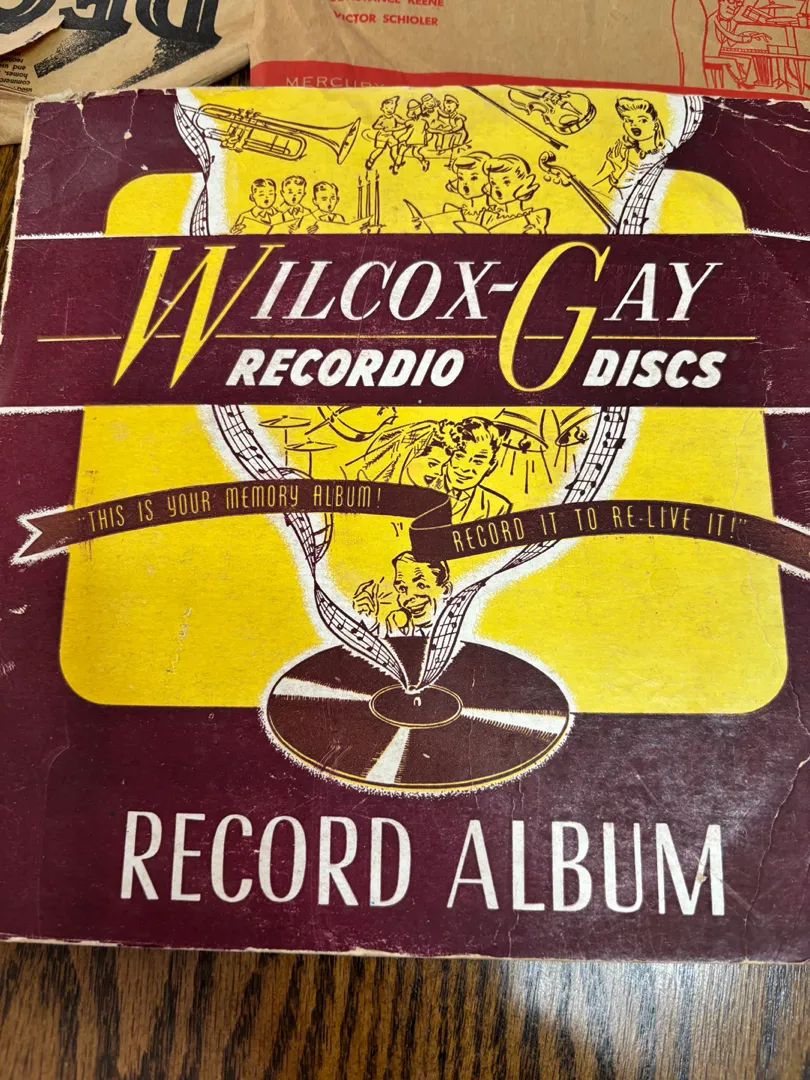 VICTOR SCHIOLER
MERCURY
WILCOX-GAY
RECORDIO DISCS
"THIS IS YOUR MEMORY ALBUM!
RECORD IT TO RE-LIVE IT!"
RECORD ALBUM